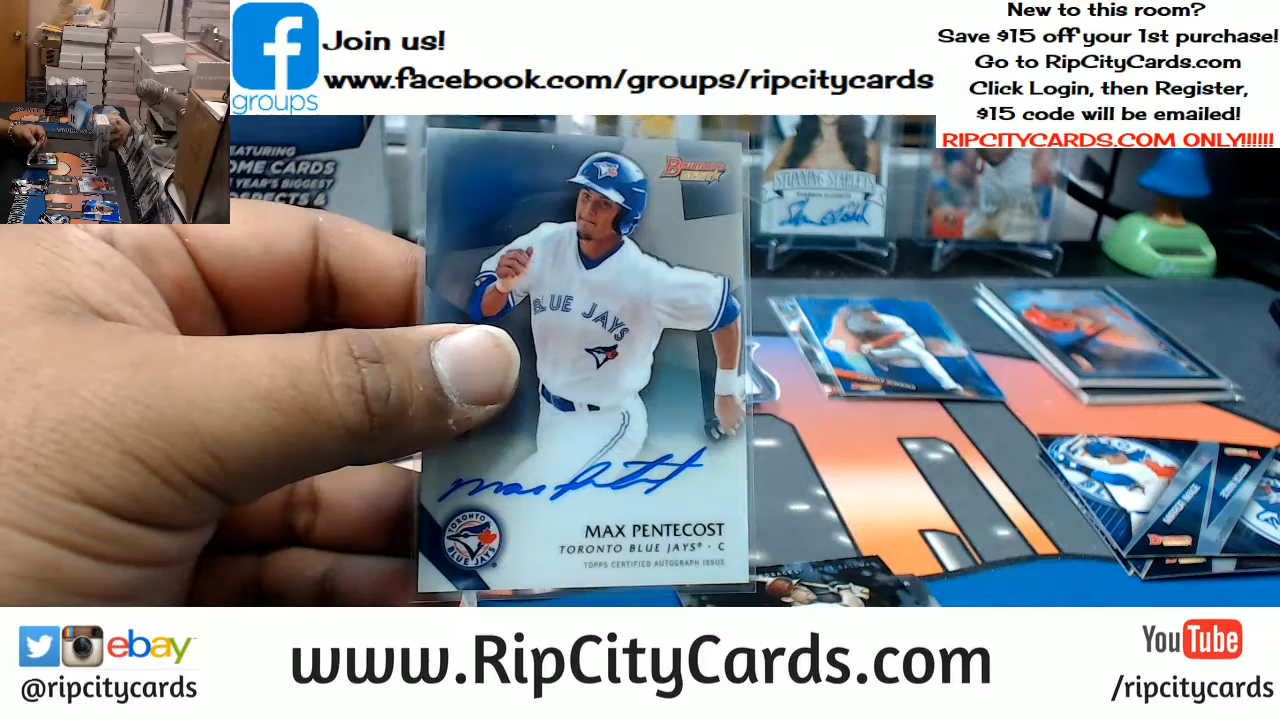 Join us!
www.facebook.com/groups/ripcitycards
groups
New to this room?
Save $15 off your 1st purchase!
Go to RipCityCards.com
Click Login, then Register,
$15 code will be emailed!
RIPCITYCARDS.COM ONLY!!!!!!
BLUE JAYS
TORONTO
BLUE JAYS
MAX PENTECOST
TORONTO BLUE JAYS® · C
TOPPS CERTIFIED AUTOGRAPH ISSUE
STUNNING STARLETS
ebay
@ripcitycards
www.RipCityCards.com
YouTube
/ripcitycards